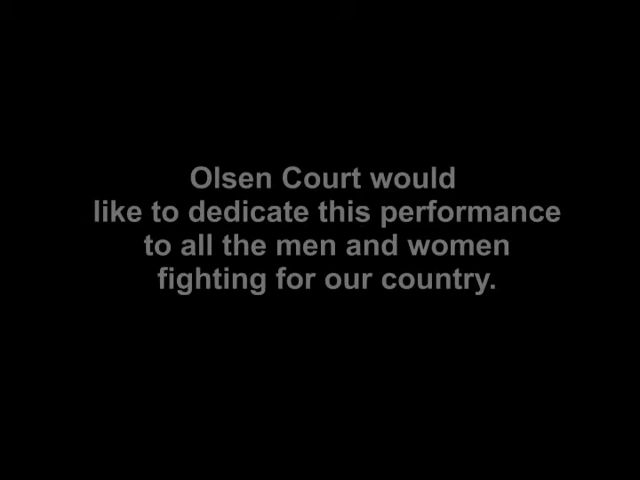 Olsen Court would
like to dedicate this performance
to all the men and women
fighting for our country.